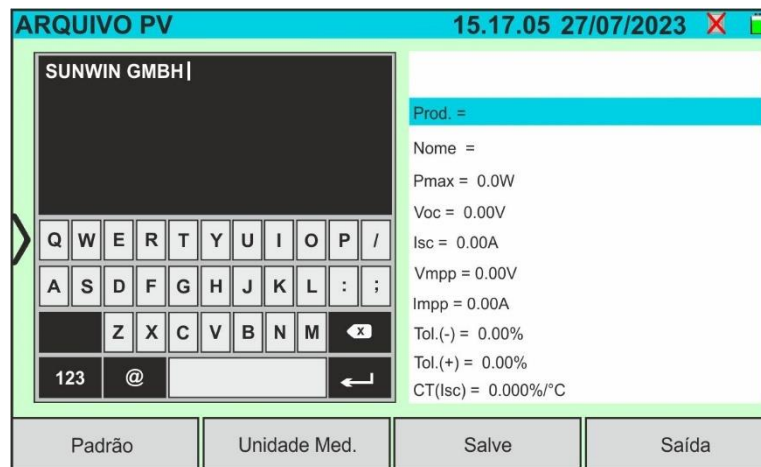 ARQUIVO PV 15.17.05 27/07/2023
SUNWIN GMBH
Q W E R T Y U I O P /
A S D F G H J K L : ;
Z X C V B N M X
123 @
Prod. =
Nome =
Pmax = 0.0W
Voc = 0.00V
Isc = 0.00A
Vmpp = 0.00V
Impp = 0.00A
Tol.(-) = 0.00%
Tol.(+) = 0.00%
CT(Isc) = 0.000%/°C
Padrão Unidade Med. Salve Saída